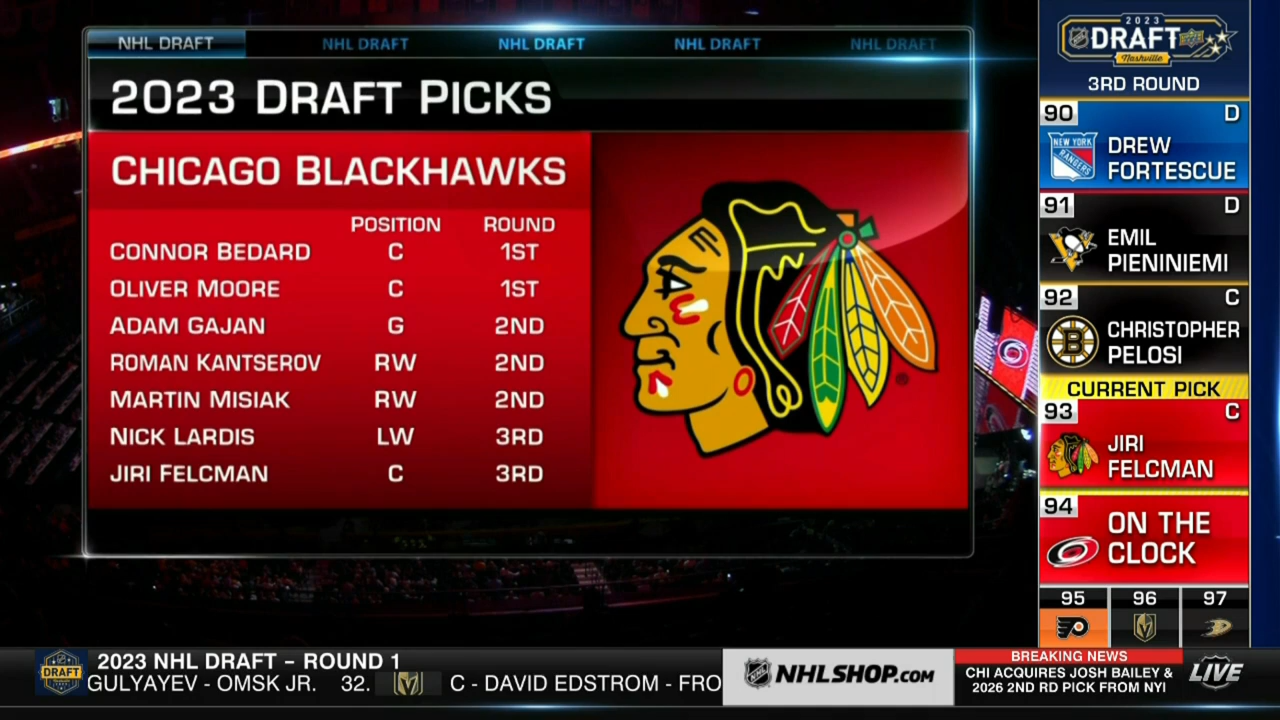 NHL DRAFT NHL DRAFT NHL DRAFT NHL DRAFT NHL DRAFT
2023 DRAFT PICKS
CHICAGO BLACKHAWKS
POSITION ROUND
CONNOR BEDARD C 1ST
OLIVER MOORE C 1ST
ADAM GAJAN G 2ND
ROMAN KANTSEROV RW 2ND
MARTIN MISIAK RW 2ND
NICK LARDIS LW 3RD
JIRI FELCMAN C 3RD
2023
DRAFT
Nashville
3RD ROUND
90 D
NEW YORK
RANGERS
DREW
FORTESCUE
91 D
EMIL
PIENINIEMI
92 C
B
CHRISTOPHER
PELOSI
CURRENT PICK
93 C
JIRI
FELCMAN
94
ON THE
CLOCK
95 96 97
DRAFT
2023 NHL DRAFT – ROUND 1
GULYAYEV - OMSK JR. 32. C - DAVID EDSTROM - FRO
NHL NHLSHOP.COM
BREAKING NEWS
CHI ACQUIRES JOSH BAILEY &
2026 2ND RD PICK FROM NYI
LIVE